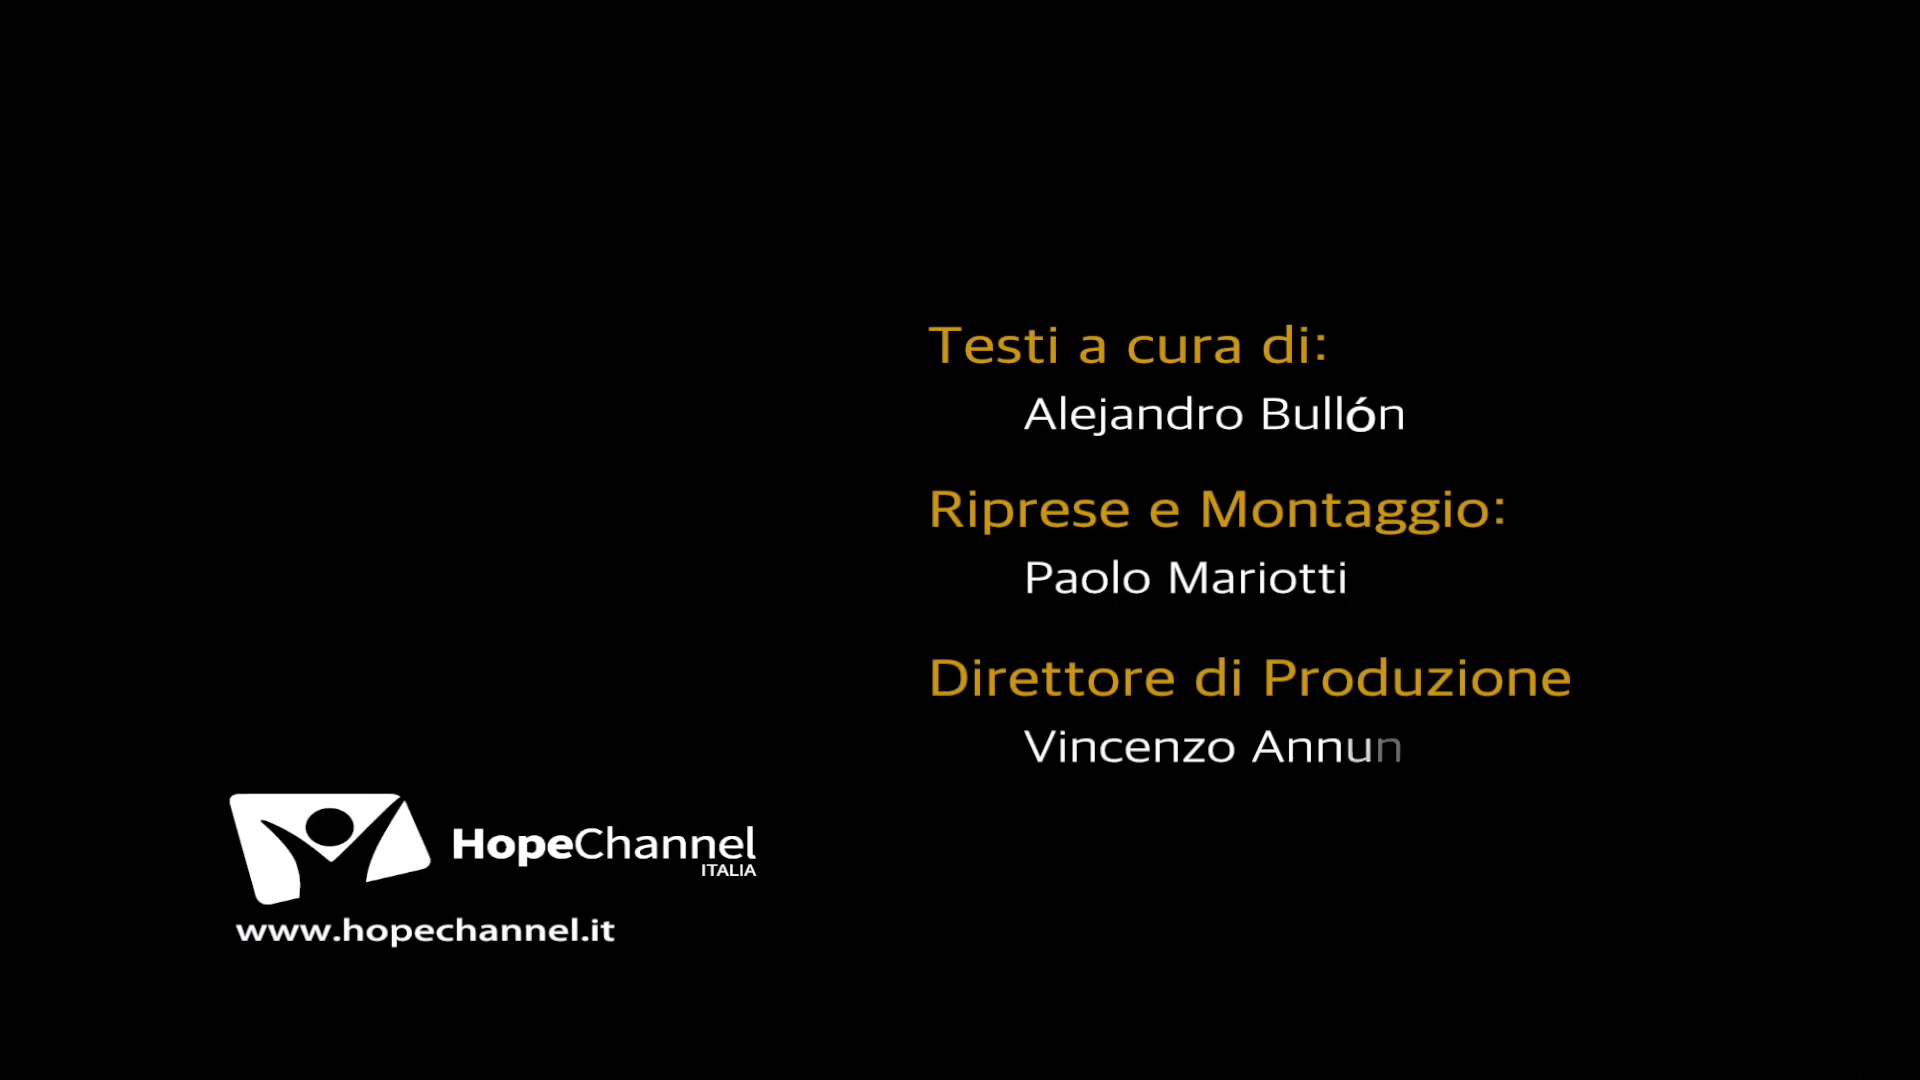 Testi a cura di:
Alejandro Bullón
Riprese e Montaggio:
Paolo Mariotti
Direttore di Produzione
Vincenzo Annun
HopeChannel
ITALIA
www.hopechannel.it